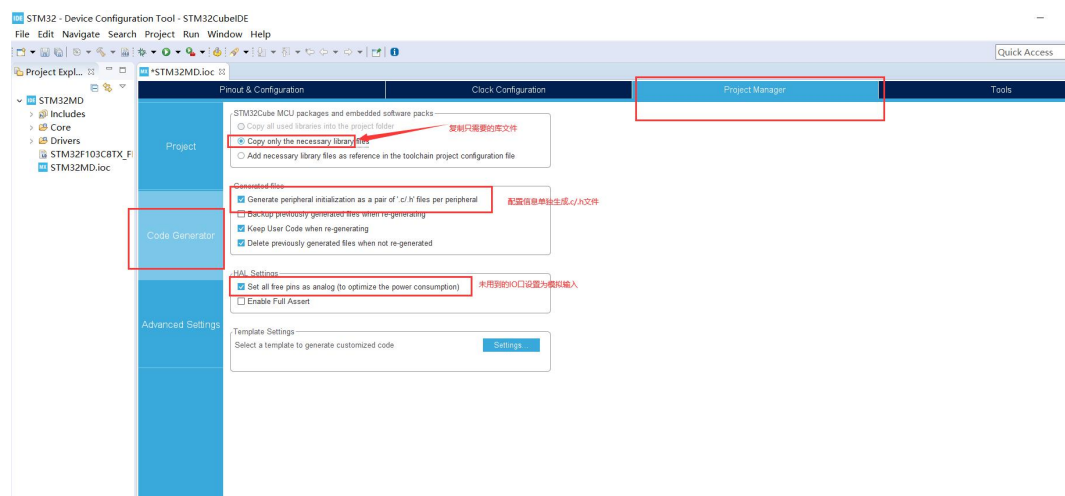 IDE STM32 - Device Configuration Tool - STM32CubeIDE
File Edit Navigate Search Project Run Window Help
Quick Access
Project Expl...
*STM32MD.ioc
STM32MD
Includes
Core
Drivers
STM32F103C8TX_Fl
STM32MD.ioc
Pinout & Configuration
Clock Configuration
Project Manager
Tools
Project
Code Generator
Advanced Settings
STM32Cube MCU packages and embedded software packs
Copy all used libraries into the project folder
复制只需要的库文件
Copy only the necessary library files
Add necessary library files as reference in the toolchain project configuration file
Generated files
Generate peripheral initialization as a pair of '.c/.h' files per peripheral
配置信息单独生成.c/.h文件
Backup previously generated files when re-generating
Keep User Code when re-generating
Delete previously generated files when not re-generated
HAL Settings
Set all free pins as analog (to optimize the power consumption)
未用到的IO口设置为模拟输入
Enable Full Assert
Template Settings
Select a template to generate customized code
Settings...